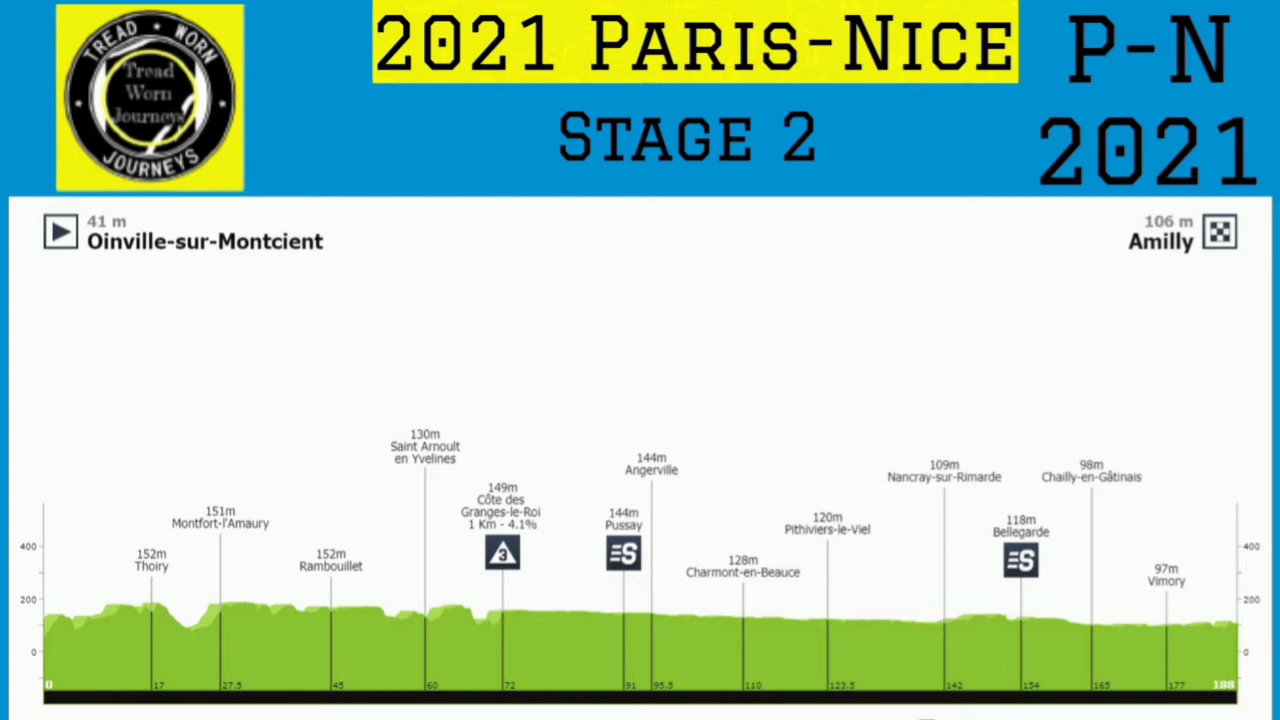 TREAD WORN
Tread
Worn
Journeys
JOURNEYS
2021 PARIS-NICE
STAGE 2
P-N
2021
41 m
Oinville-sur-Montcient
106 m
Amilly
130m
Saint Arnoult
en Yvelines
144m
Angerville
109m
Nancray-sur-Rimarde
98m
Chailly-en-Gâtinais
149m
Côte des
Granges-le-Roi
1 Km - 4.1%
3
151m
Montfort-l'Amaury
144m
Pussay
S
120m
Pithiviers-le-Viel
118m
Bellegarde
S
152m
Thoiry
152m
Rambouillet
128m
Charmont-en-Beauce
97m
Vimory
400
200
0
400
200
0
0 17 27.5 45 60 72 91 95.5 110 123.5 142 154 165 177 188